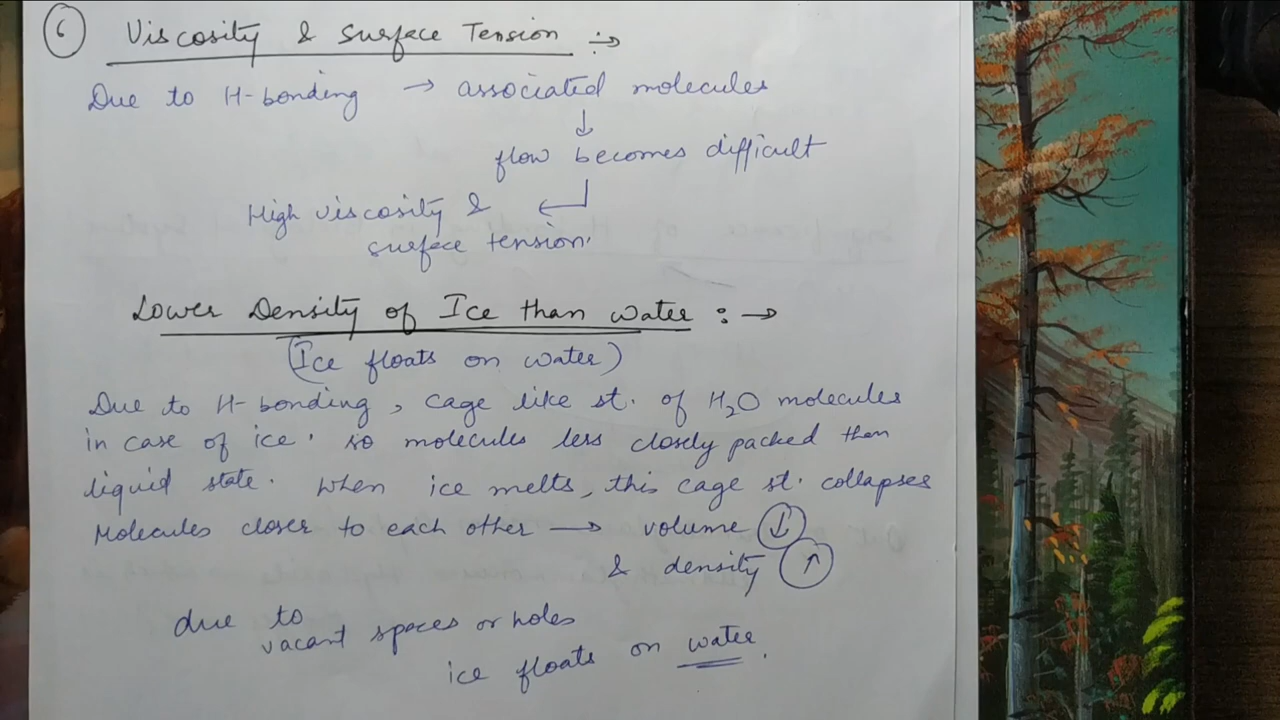 6 Viscosity & Surface Tension :→
Due to H-bonding → associated molecules
↓
flow becomes difficult
High viscosity & ←
surface tension.
Lower Density of Ice than water :→
(Ice floats on water)
Due to H-bonding, cage like st. of H₂O molecules
in case of ice. so molecules less closely packed than
liquid state. When ice melts, this cage st. collapses
Molecules closer to each other → volume ↓
& density ↑
due to
vacant spaces or holes
ice floats on water.